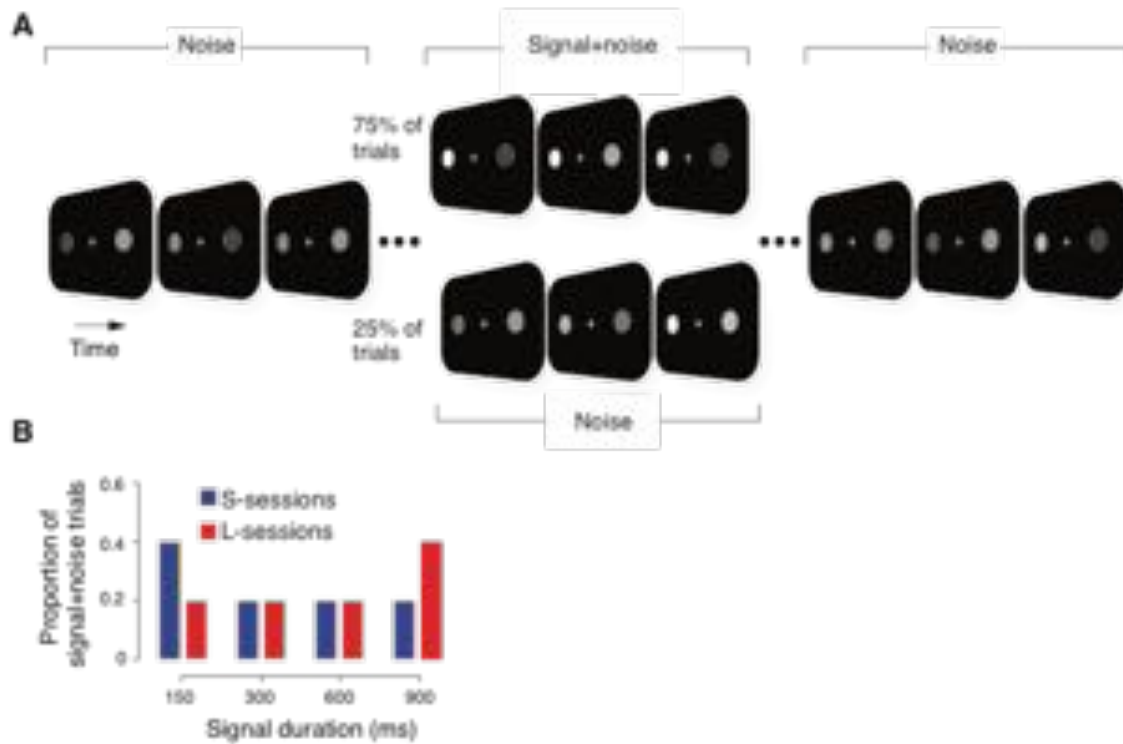 A
Noise
Signal+noise
Noise
75% of
trials
25% of
trials
Time
Noise
B
Proportion of
signal+noise trials
0.6
0.4
0.2
0
S-sessions
L-sessions
150 300 600 900
Signal duration (ms)